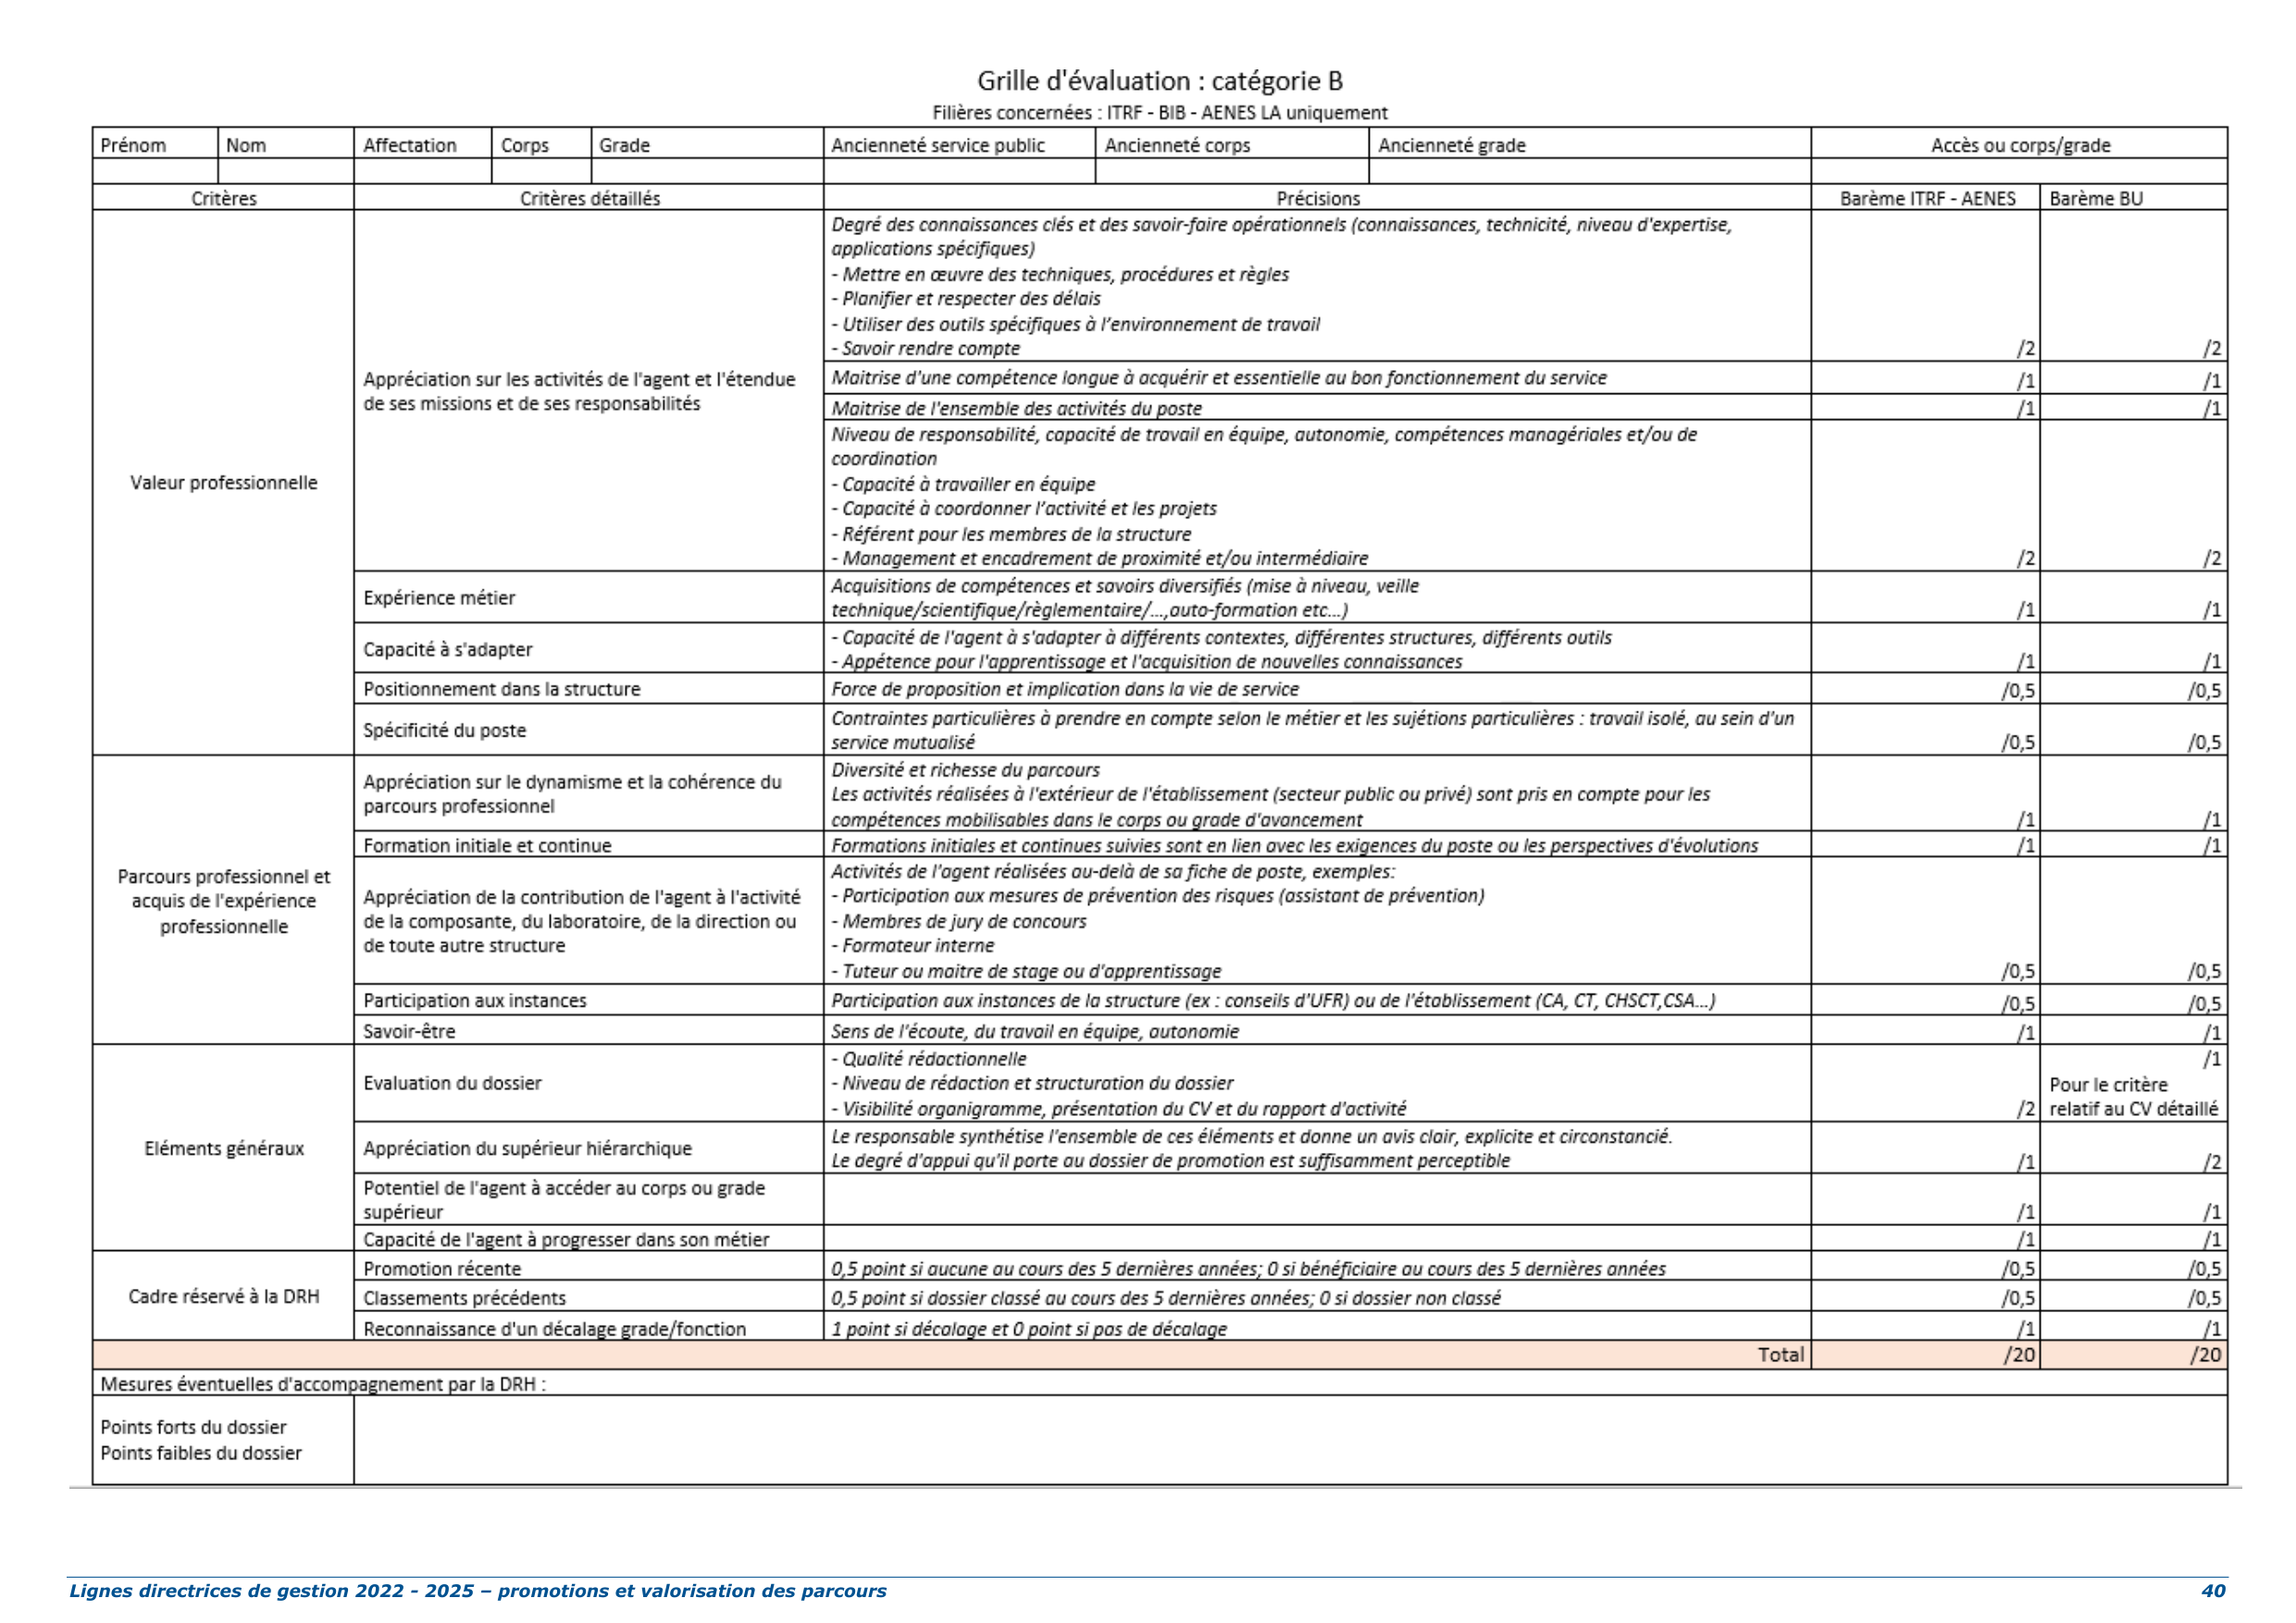 Grille d'évaluation : catégorie B
Filières concernées : ITRF - BIB - AENES LA uniquement
Prénom Nom Affectation Corps Grade Ancienneté service public Ancienneté corps Ancienneté grade Accès ou corps/grade
Critères Critères détaillés Précisions Barème ITRF - AENES Barème BU
Valeur professionnelle
Appréciation sur les activités de l'agent et l'étendue
de ses missions et de ses responsabilités
Degré des connaissances clés et des savoir-faire opérationnels (connaissances, technicité, niveau d'expertise,
applications spécifiques)
- Mettre en œuvre des techniques, procédures et règles
- Planifier et respecter des délais
- Utiliser des outils spécifiques à l’environnement de travail
- Savoir rendre compte /2 /2
Maitrise d'une compétence longue à acquérir et essentielle au bon fonctionnement du service /1 /1
Maitrise de l'ensemble des activités du poste /1 /1
Niveau de responsabilité, capacité de travail en équipe, autonomie, compétences managériales et/ou de
coordination
- Capacité à travailler en équipe
- Capacité à coordonner l’activité et les projets
- Référent pour les membres de la structure
- Management et encadrement de proximité et/ou intermédiaire /2 /2
Expérience métier
Acquisitions de compétences et savoirs diversifiés (mise à niveau, veille
technique/scientifique/règlementaire/...,auto-formation etc...) /1 /1
Capacité à s'adapter
- Capacité de l'agent à s'adapter à différents contextes, différentes structures, différents outils
- Appétence pour l'apprentissage et l'acquisition de nouvelles connaissances /1 /1
Positionnement dans la structure Force de proposition et implication dans la vie de service /0,5 /0,5
Spécificité du poste
Contraintes particulières à prendre en compte selon le métier et les sujétions particulières : travail isolé, au sein d'un
service mutualisé /0,5 /0,5
Parcours professionnel et
acquis de l'expérience
professionnelle
Appréciation sur le dynamisme et la cohérence du
parcours professionnel
Diversité et richesse du parcours
Les activités réalisées à l'extérieur de l'établissement (secteur public ou privé) sont pris en compte pour les
compétences mobilisables dans le corps ou grade d'avancement /1 /1
Formation initiale et continue Formations initiales et continues suivies sont en lien avec les exigences du poste ou les perspectives d'évolutions /1 /1
Appréciation de la contribution de l'agent à l'activité
de la composante, du laboratoire, de la direction ou
de toute autre structure
Activités de l'agent réalisées au-delà de sa fiche de poste, exemples:
- Participation aux mesures de prévention des risques (assistant de prévention)
- Membres de jury de concours
- Formateur interne
- Tuteur ou maitre de stage ou d'apprentissage /0,5 /0,5
Participation aux instances Participation aux instances de la structure (ex : conseils d'UFR) ou de l'établissement (CA, CT, CHSCT,CSA...) /0,5 /0,5
Savoir-être Sens de l'écoute, du travail en équipe, autonomie /1 /1
Eléments généraux
Evaluation du dossier
- Qualité rédactionnelle
- Niveau de rédaction et structuration du dossier
- Visibilité organigramme, présentation du CV et du rapport d'activité /2
/1
Pour le critère
relatif au CV détaillé
Appréciation du supérieur hiérarchique
Le responsable synthétise l'ensemble de ces éléments et donne un avis clair, explicite et circonstancié.
Le degré d'appui qu'il porte au dossier de promotion est suffisamment perceptible /1 /2
Potentiel de l'agent à accéder au corps ou grade
supérieur /1 /1
Capacité de l'agent à progresser dans son métier /1 /1
Cadre réservé à la DRH
Promotion récente 0,5 point si aucune au cours des 5 dernières années; 0 si bénéficiaire au cours des 5 dernières années /0,5 /0,5
Classements précédents 0,5 point si dossier classé au cours des 5 dernières années; 0 si dossier non classé /0,5 /0,5
Reconnaissance d'un décalage grade/fonction 1 point si décalage et 0 point si pas de décalage /1 /1
Total /20 /20
Mesures éventuelles d'accompagnement par la DRH :
Points forts du dossier
Points faibles du dossier
Lignes directrices de gestion 2022 - 2025 – promotions et valorisation des parcours 40